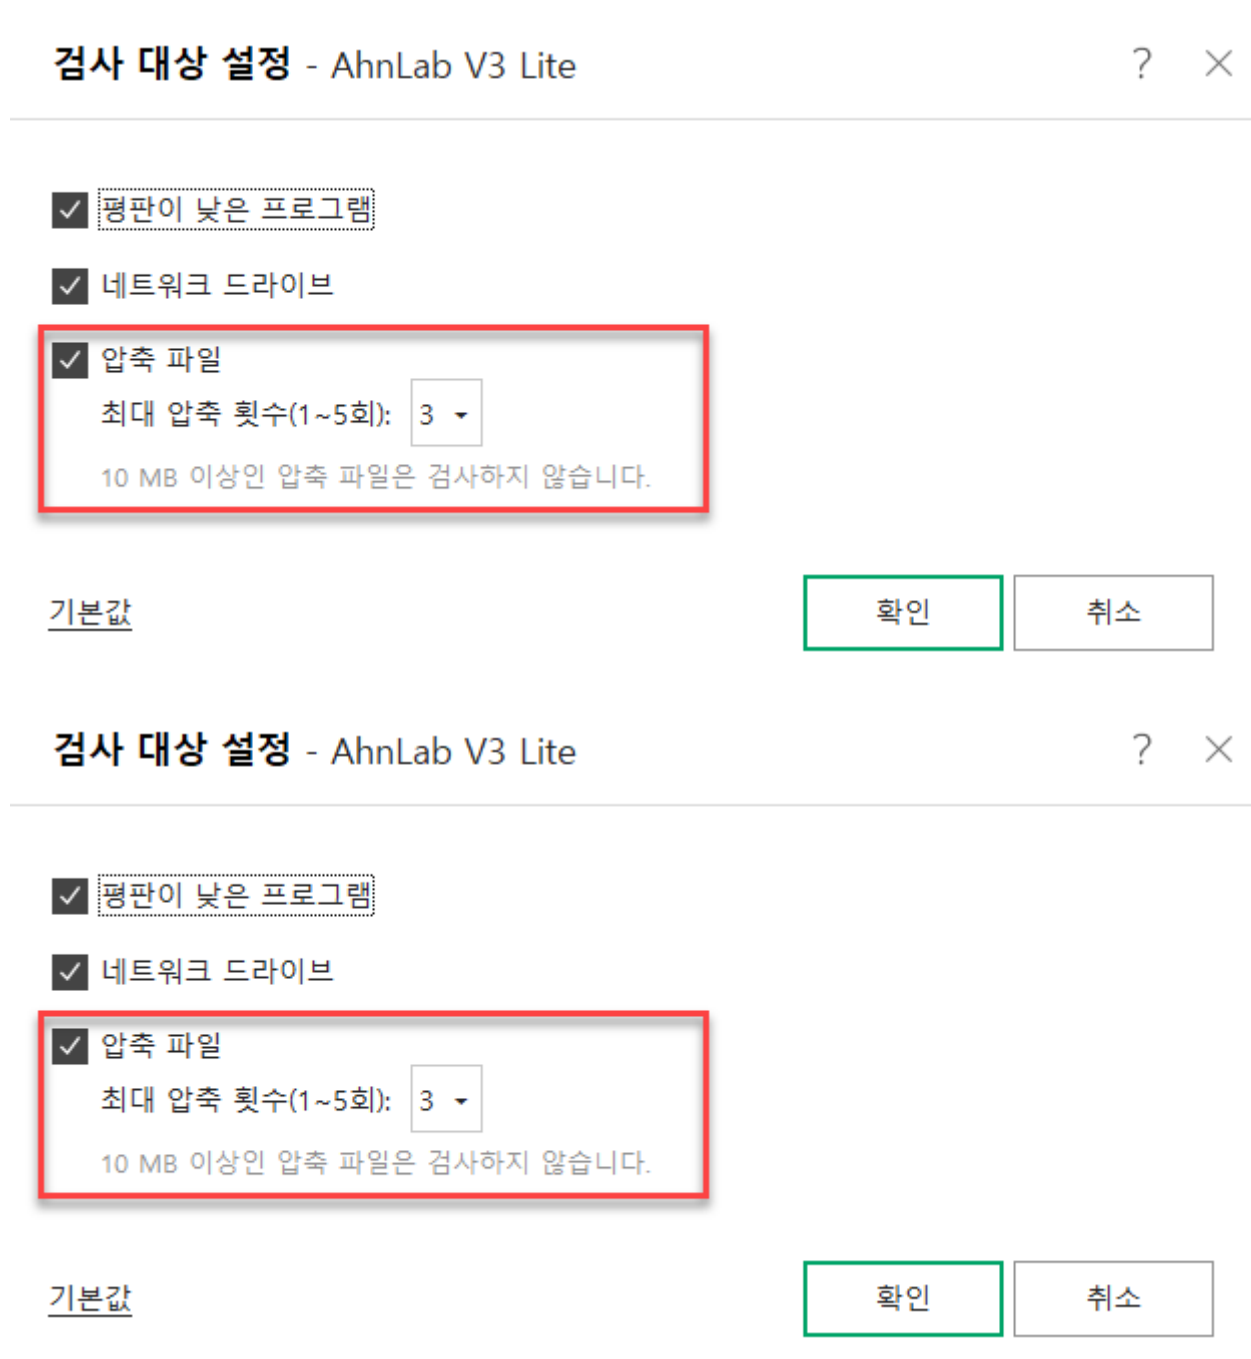 검사 대상 설정 - AhnLab V3 Lite ?
평판이 낮은 프로그램
네트워크 드라이브
압축 파일
최대 압축 횟수(1~5회): 3
10 MB 이상인 압축 파일은 검사하지 않습니다.
기본값 확인 취소
검사 대상 설정 - AhnLab V3 Lite ?
평판이 낮은 프로그램
네트워크 드라이브
압축 파일
최대 압축 횟수(1~5회): 3
10 MB 이상인 압축 파일은 검사하지 않습니다.
기본값 확인 취소